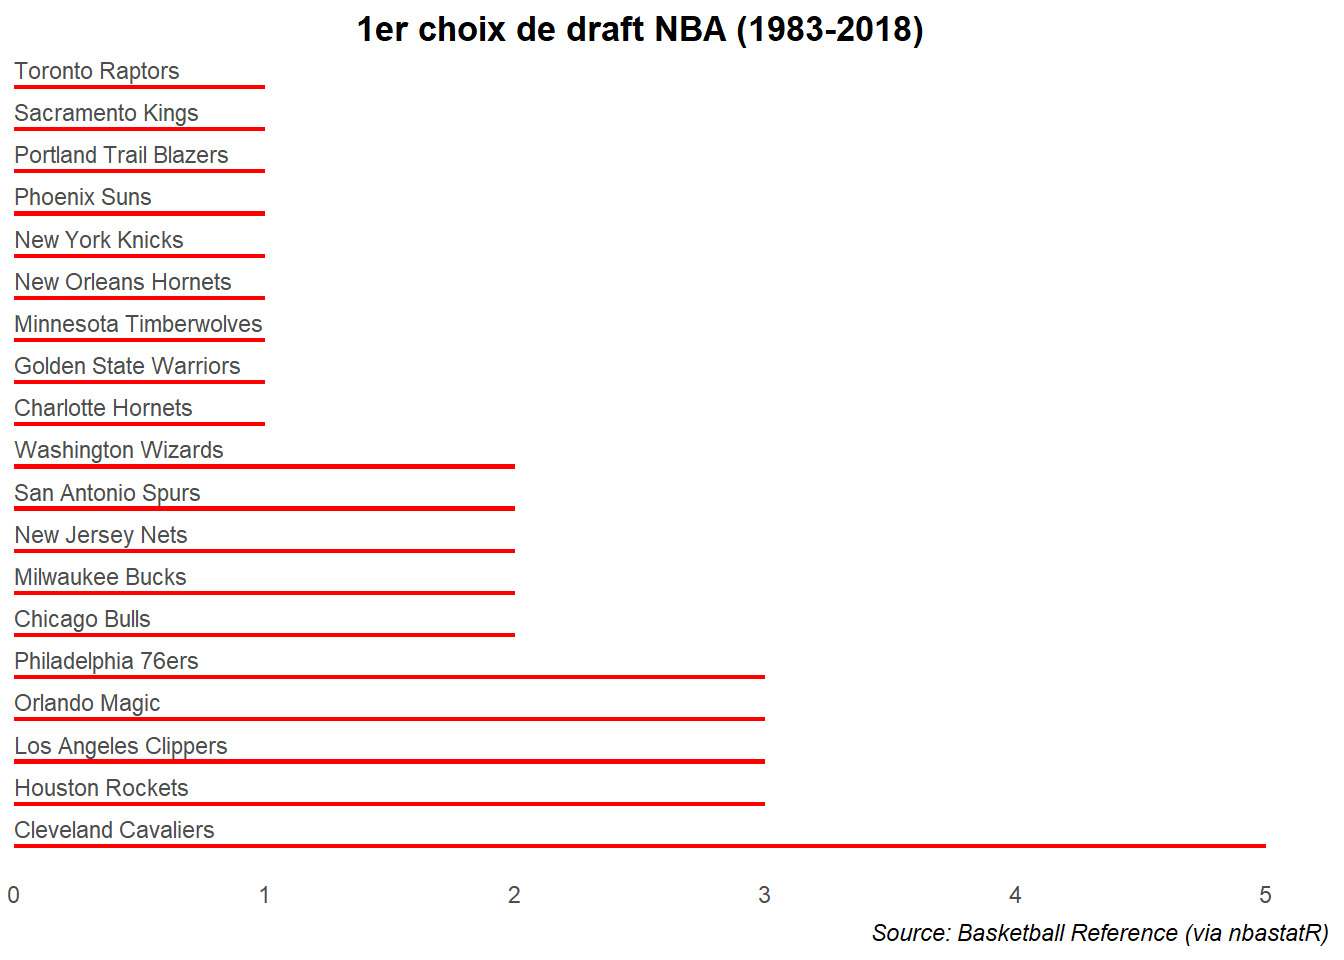 1er choix de draft NBA (1983-2018)
Toronto Raptors
Sacramento Kings
Portland Trail Blazers
Phoenix Suns
New York Knicks
New Orleans Hornets
Minnesota Timberwolves
Golden State Warriors
Charlotte Hornets
Washington Wizards
San Antonio Spurs
New Jersey Nets
Milwaukee Bucks
Chicago Bulls
Philadelphia 76ers
Orlando Magic
Los Angeles Clippers
Houston Rockets
Cleveland Cavaliers
0 1 2 3 4 5
Source: Basketball Reference (via nbastatR)